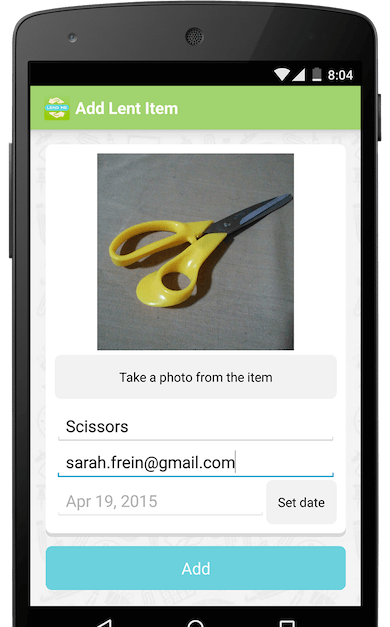 8:04
LEND ME
Add Lent Item
Take a photo from the item
Scissors
sarah.frein@gmail.com
Apr 19, 2015
Set date
Add